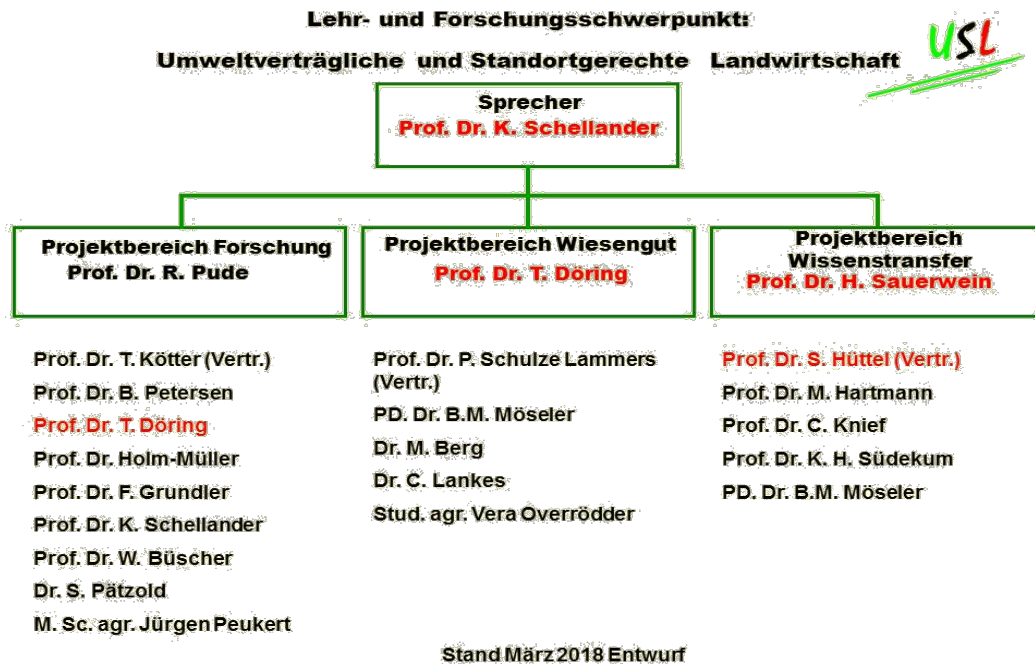 Lehr- und Forschungsschwerpunkt:
Umweltverträgliche und Standortgerechte Landwirtschaft
USL
Sprecher
Prof. Dr. K. Schellander
Projektbereich Forschung
Prof. Dr. R. Pude
Projektbereich Wiesengut
Prof. Dr. T. Döring
Projektbereich
Wissenstransfer
Prof. Dr. H. Sauerwein
Prof. Dr. T. Kötter (Vertr.)
Prof. Dr. B. Petersen
Prof. Dr. T. Döring
Prof. Dr. Holm-Müller
Prof. Dr. F. Grundler
Prof. Dr. K. Schellander
Prof. Dr. W. Büscher
Dr. S. Pätzold
M. Sc. agr. Jürgen Peukert
Prof. Dr. P. Schulze Lammers
(Vertr.)
PD. Dr. B.M. Möseler
Dr. M. Berg
Dr. C. Lankes
Stud. agr. Vera Overrödder
Prof. Dr. S. Hüttel (Vertr.)
Prof. Dr. M. Hartmann
Prof. Dr. C. Knief
Prof. Dr. K. H. Südekum
PD. Dr. B.M. Möseler
Stand März 2018 Entwurf